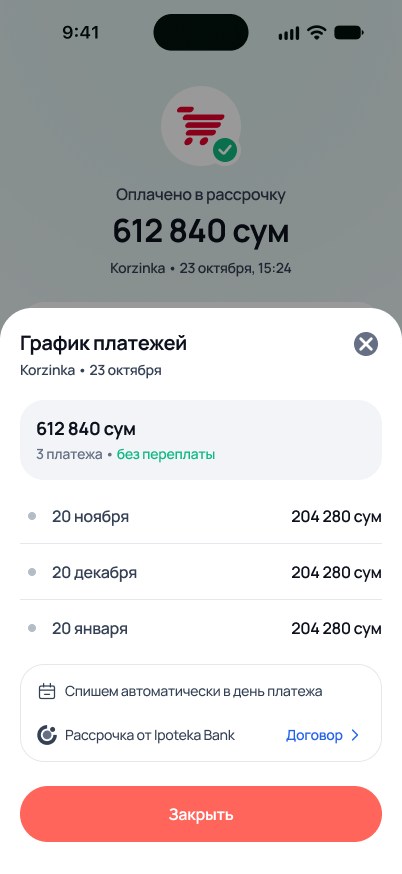 9:41
Оплачено в рассрочку
612 840 сум
Korzinka • 23 октября, 15:24
График платежей
Korzinka • 23 октября
612 840 сум
3 платежа • без переплаты
20 ноября 204 280 сум
20 декабря 204 280 сум
20 января 204 280 сум
Спишем автоматически в день платежа
Рассрочка от Ipoteka Bank Договор
Закрыть